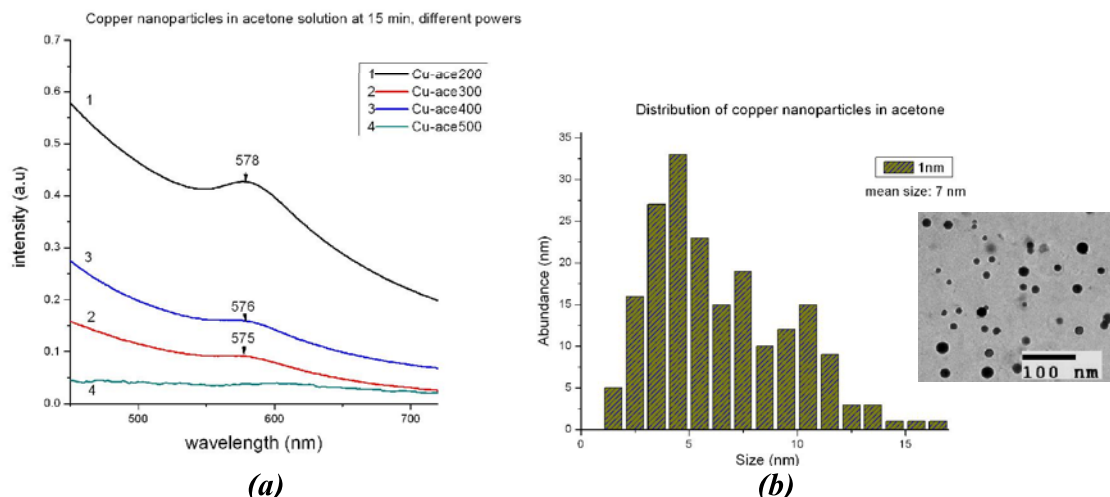 Copper nanoparticles in acetone solution at 15 min, different powers
0.7
0.6
0.5
0.4
0.3
0.2
0.1
0.0
intensity (a.u)
1 Cu-ace200
2 Cu-ace300
3 Cu-ace400
4 Cu-ace500
1
578
3
576
2
575
4
500
600
700
wavelength (nm)
(a)
Distribution of copper nanoparticles in acetone
35
30
25
20
15
10
5
0
Abundance (nm)
1nm
mean size: 7 nm
100 nm
0
5
10
15
Size (nm)
(b)